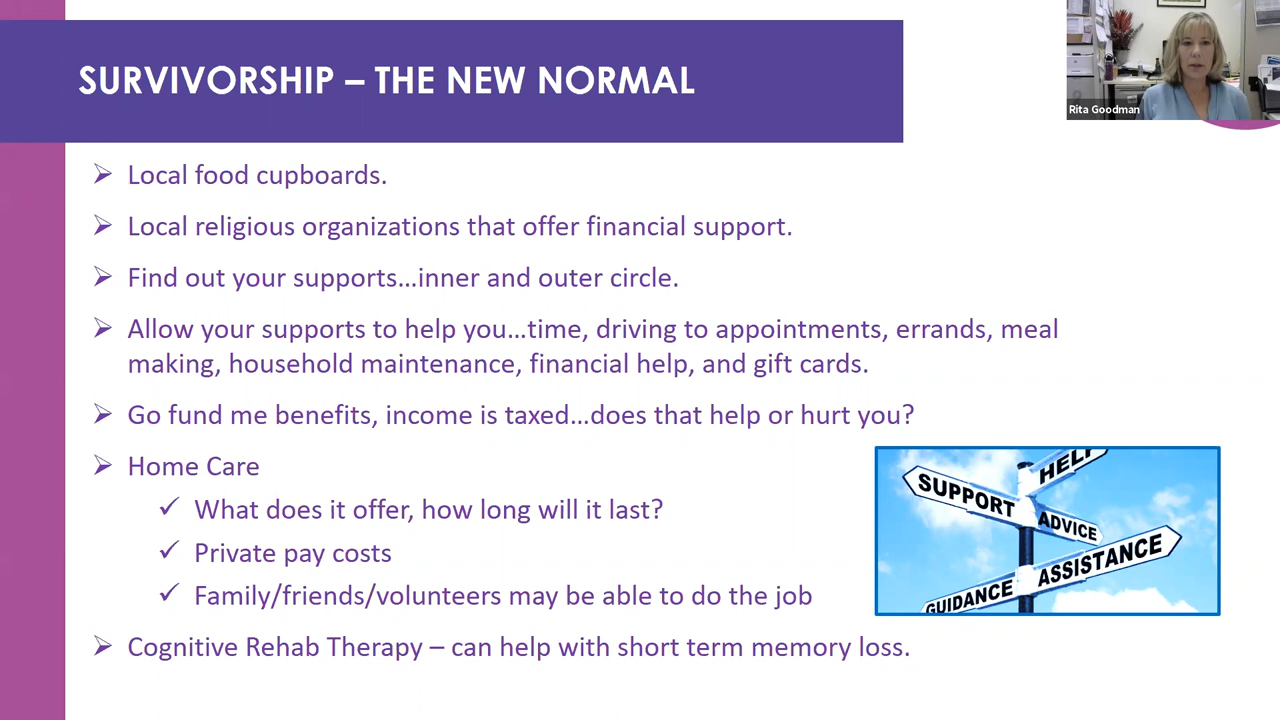 SURVIVORSHIP – THE NEW NORMAL
Rita Goodman
Local food cupboards.
Local religious organizations that offer financial support.
Find out your supports…inner and outer circle.
Allow your supports to help you…time, driving to appointments, errands, meal
making, household maintenance, financial help, and gift cards.
Go fund me benefits, income is taxed…does that help or hurt you?
Home Care
What does it offer, how long will it last?
Private pay costs
Family/friends/volunteers may be able to do the job
Cognitive Rehab Therapy – can help with short term memory loss.
HELP
SUPPORT
ADVICE
ASSISTANCE
GUIDANCE